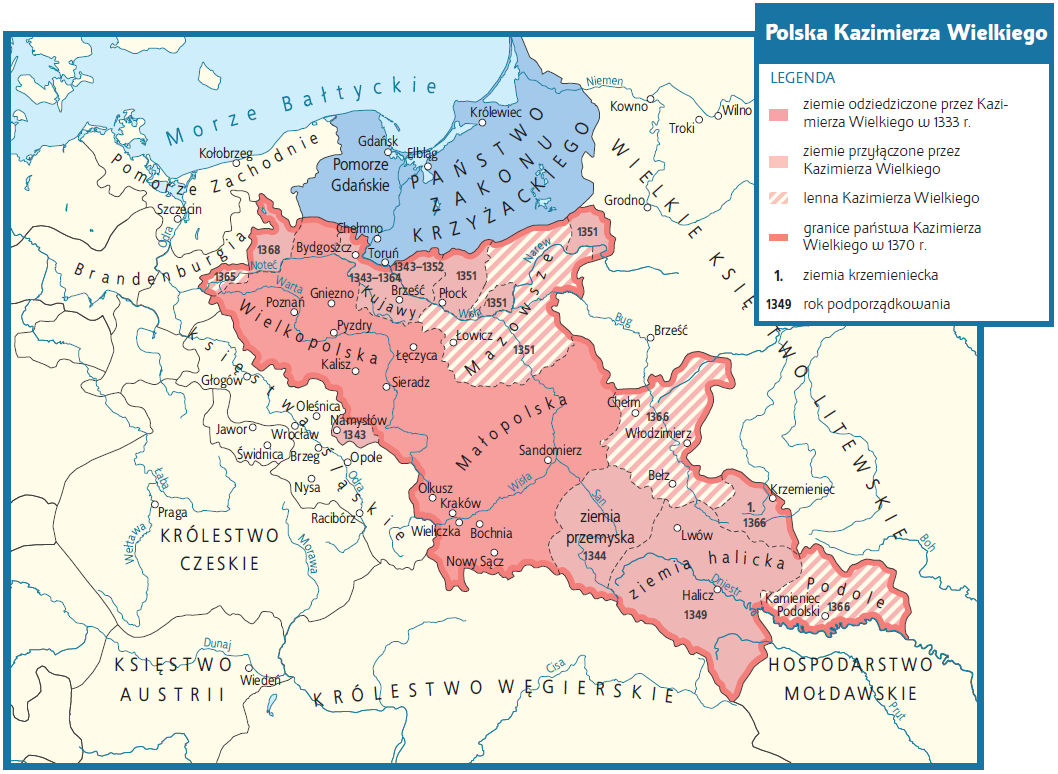 Polska Kazimierza Wielkiego
LEGENDA
ziemie odziedziczone przez Kazi-
mierza Wielkiego w 1333 r.
ziemie przyłączone przez
Kazimierza Wielkiego
lenna Kazimierza Wielkiego
granice państwa Kazimierza
Wielkiego w 1370 r.
1. ziemia krzemieniecka
1349 rok podporządkowania
Morze Bałtyckie
Niemen
Kowno
Wilno
Troki
Królewiec
Gdańsk
Elbląg
Pomorze
Gdańskie
PAŃSTWO
ZAKONU
KRZYŻACKIEGO
WIELKIE KSIĘSTWO LITEWSKIE
Kołobrzeg
Pomorze Zachodnie
Szczecin
Odra
Grodno
Chełmno
Toruń
Brandenburgia
1368
Bydgoszcz
Noteć
1365
1343–1352
1343–1364
1351
1351
Narew
Warta
Gniezno
Poznań
Brześć
Kujawy
Płock
1351
Wisła
Mazowsze
Wielkopolska
Pyzdry
Łowicz
1351
Bug
Brześć
Łęczyca
Kalisz
Sieradz
Księstwa śląskie
Głogów
Oleśnica
Namysłów
1343
Jawor
Wrocław
Świdnica
Brzeg
Opole
Nysa
Odra
Racibórz
Małopolska
Sandomierz
Chełm
1366
Włodzimierz
Bełz
Krzemieniec
1.
1366
Olkusz
Kraków
Wisła
Wieliczka
Bochnia
Nowy Sącz
San
ziemia
przemyska
1344
Lwów
ziemia halicka
Halicz
1349
Dniestr
Kamieniec
Podolski
1366
Podole
Boh
Łaba
Praga
Wełtawa
KRÓLESTWO
CZESKIE
Morawa
Dunaj
KSIĘSTWO
AUSTRII
Wiedeń
Cisa
KRÓLESTWO WĘGIERSKIE
HOSPODARSTWO
MOŁDAWSKIE
Prut